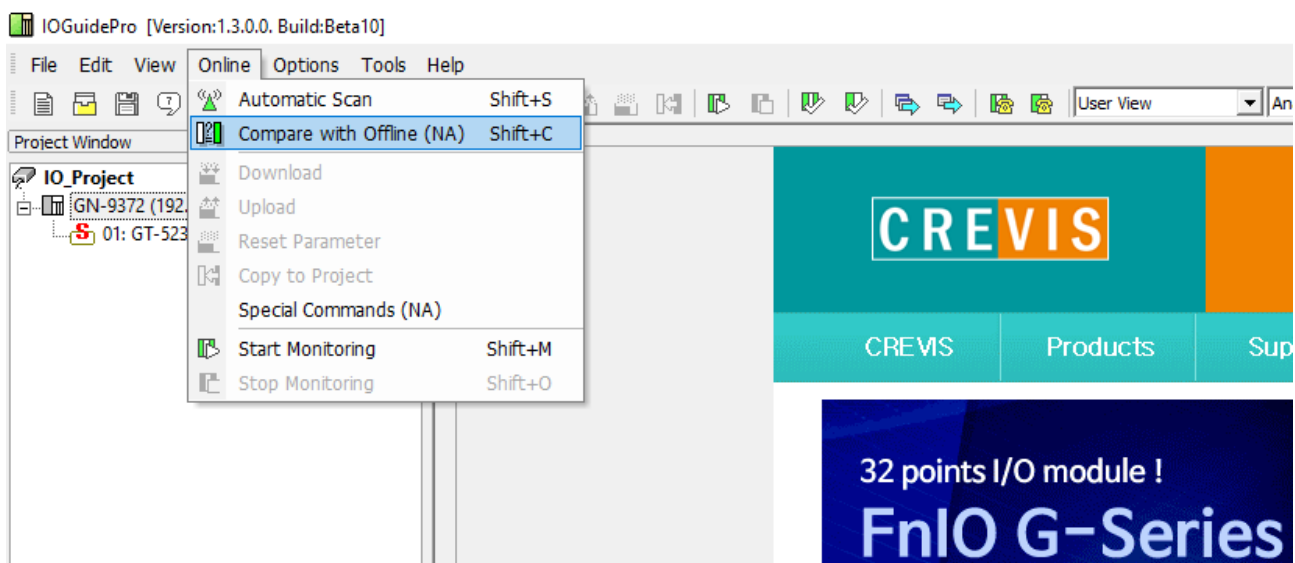 IOGuidePro [Version:1.3.0.0. Build:Beta10]
File Edit View Online Options Tools Help
Automatic Scan Shift+S
User View
An
Project Window
Compare with Offline (NA) Shift+C
IO_Project
Download
GN-9372 (192.
Upload
01: GT-523
Reset Parameter
Copy to Project
Special Commands (NA)
Start Monitoring Shift+M
Stop Monitoring Shift+O
CREVIS
CREVIS Products Sup
32 points I/O module !
FnIO G-Series